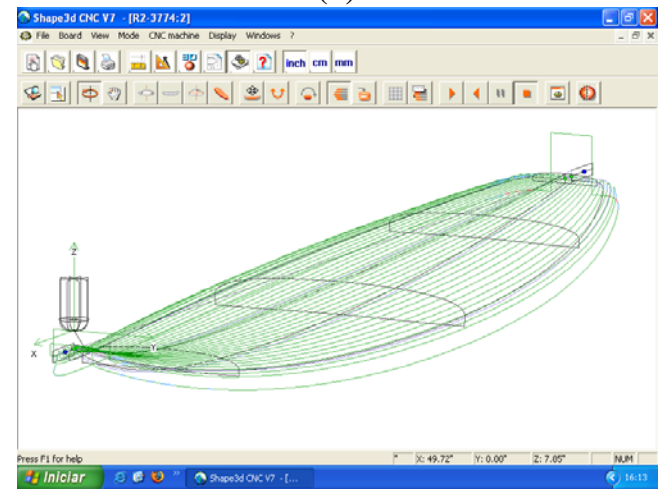 Shape3d CNC V7 - [R2-3774:2]
File Board View Mode CNC machine Display Windows ?
inch cm mm
Z
X
Y
Press F1 for help " X: 49.72" Y: 0.00" Z: 7.05" NUM
Iniciar " Shape3d CNC V7 - [... 16:13